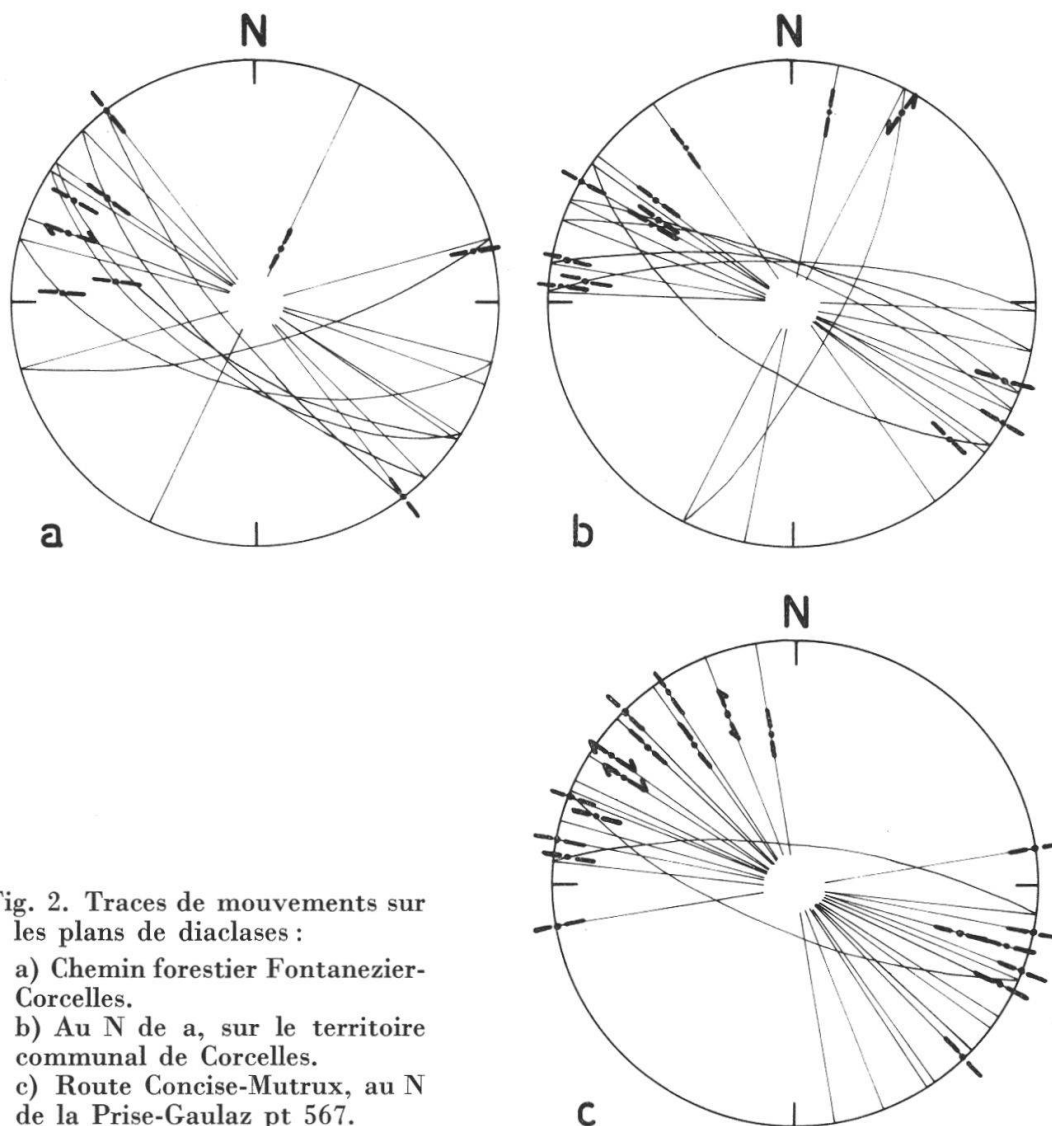 N
N
a
b
N
c
ig. 2. Traces de mouvements sur
les plans de diaclases :
a) Chemin forestier Fontanezier-
Corcelles.
b) Au N de a, sur le territoire
communal de Corcelles.
c) Route Concise-Mutrux, au N
de la Prise-Gaulaz pt 567.